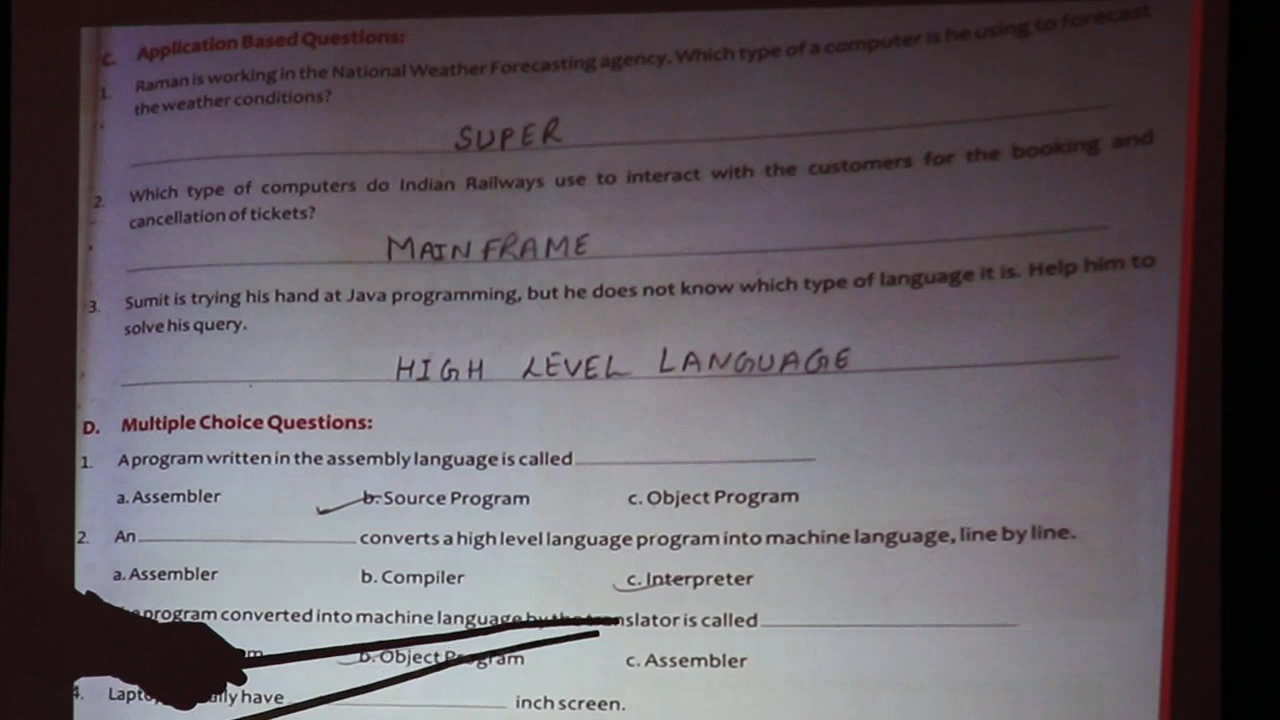 C. Application Based Questions:
1. Raman is working in the National Weather Forecasting agency. Which type of a computer is he using to forecast
the weather conditions?
SUPER
2. Which type of computers do Indian Railways use to interact with the customers for the booking and
cancellation of tickets?
MAINFRAME
3. Sumit is trying his hand at Java programming, but he does not know which type of language it is. Help him to
solve his query.
HIGH LEVEL LANGUAGE
D. Multiple Choice Questions:
1. A program written in the assembly language is called
a. Assembler b. Source Program c. Object Program
2. An converts a high level language program into machine language, line by line.
a. Assembler b. Compiler c. Interpreter
program converted into machine language by the translator is called
b. Object Program c. Assembler
4. have inch screen.